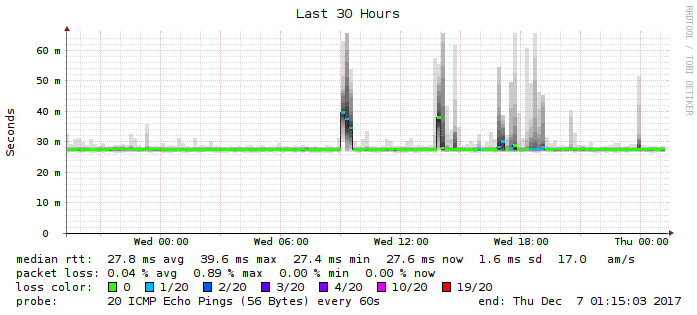 Last 30 Hours
RRDTOOL / TOBI OETIKER
Seconds
60 m
50 m
40 m
30 m
20 m
10 m
0
Wed 00:00 Wed 06:00 Wed 12:00 Wed 18:00 Thu 00:00
median rtt: 27.8 ms avg 39.6 ms max 27.4 ms min 27.6 ms now 1.6 ms sd 17.0 am/s
packet loss: 0.04 % avg 0.89 % max 0.00 % min 0.00 % now
loss color: 0 1/20 2/20 3/20 4/20 10/20 19/20
probe: 20 ICMP Echo Pings (56 Bytes) every 60s end: Thu Dec 7 01:15:03 2017